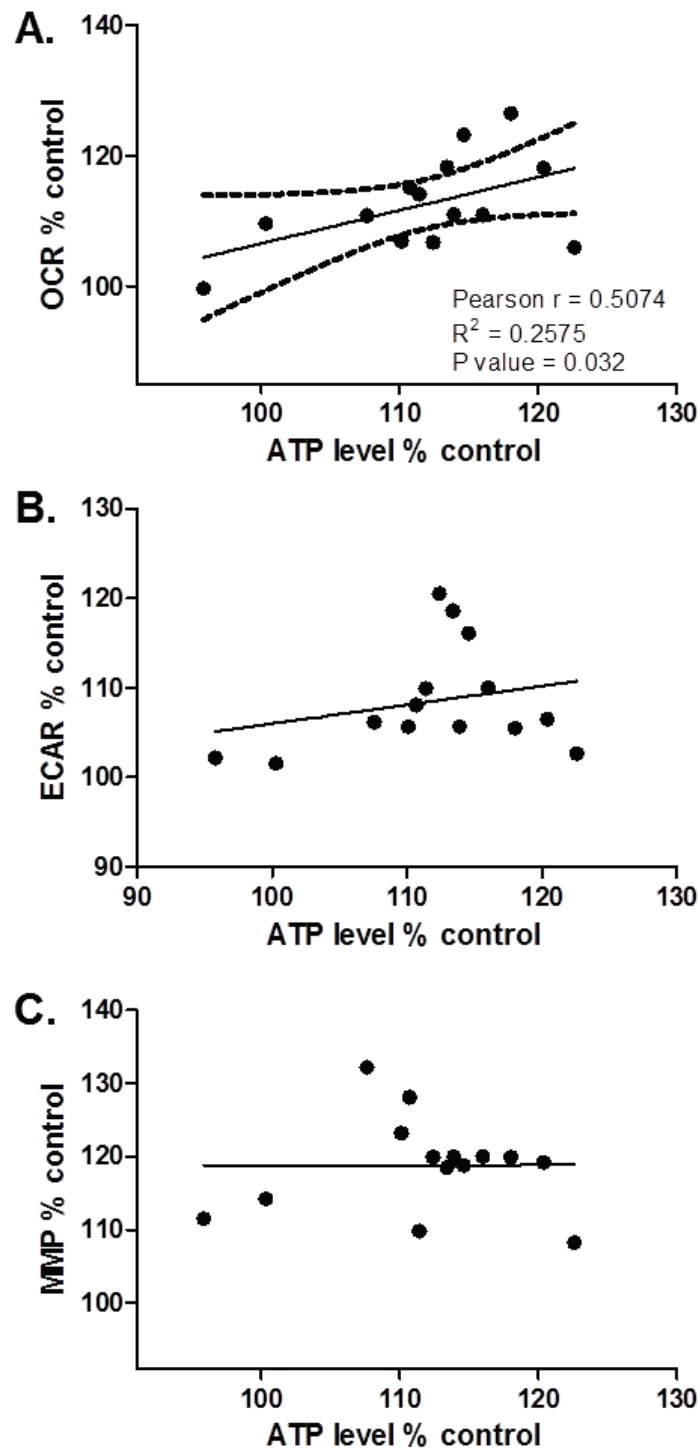 A.
140
120
100
OCR % control
Pearson r = 0.5074
R² = 0.2575
P value = 0.032
100 110 120 130
ATP level % control
B.
130
120
110
100
90
ECAR % control
90 100 110 120 130
ATP level % control
C.
140
130
120
110
100
MMP % control
100 110 120 130
ATP level % control